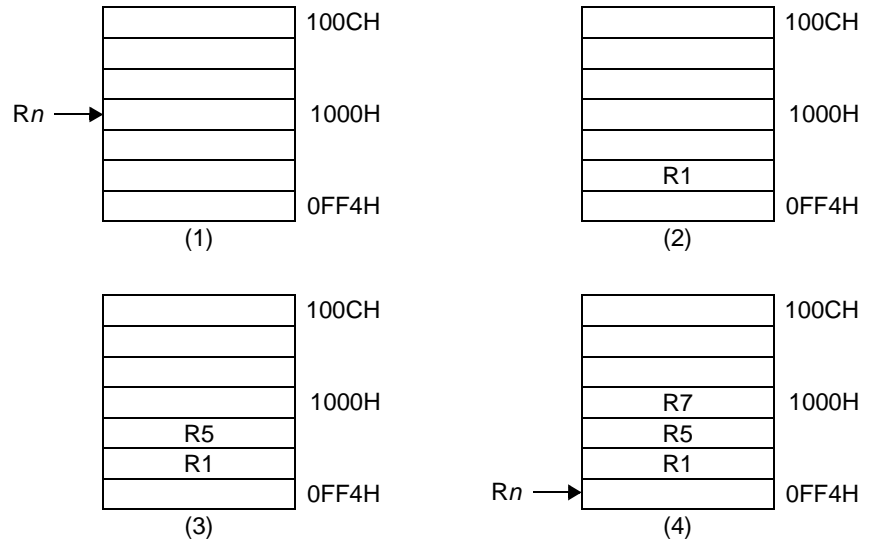 100CH 100CH
Rn 1000H 1000H
R1
0FF4H 0FF4H
(1) (2)
100CH 100CH
1000H R7 1000H
R5 R5
R1 R1
0FF4H Rn 0FF4H
(3) (4)